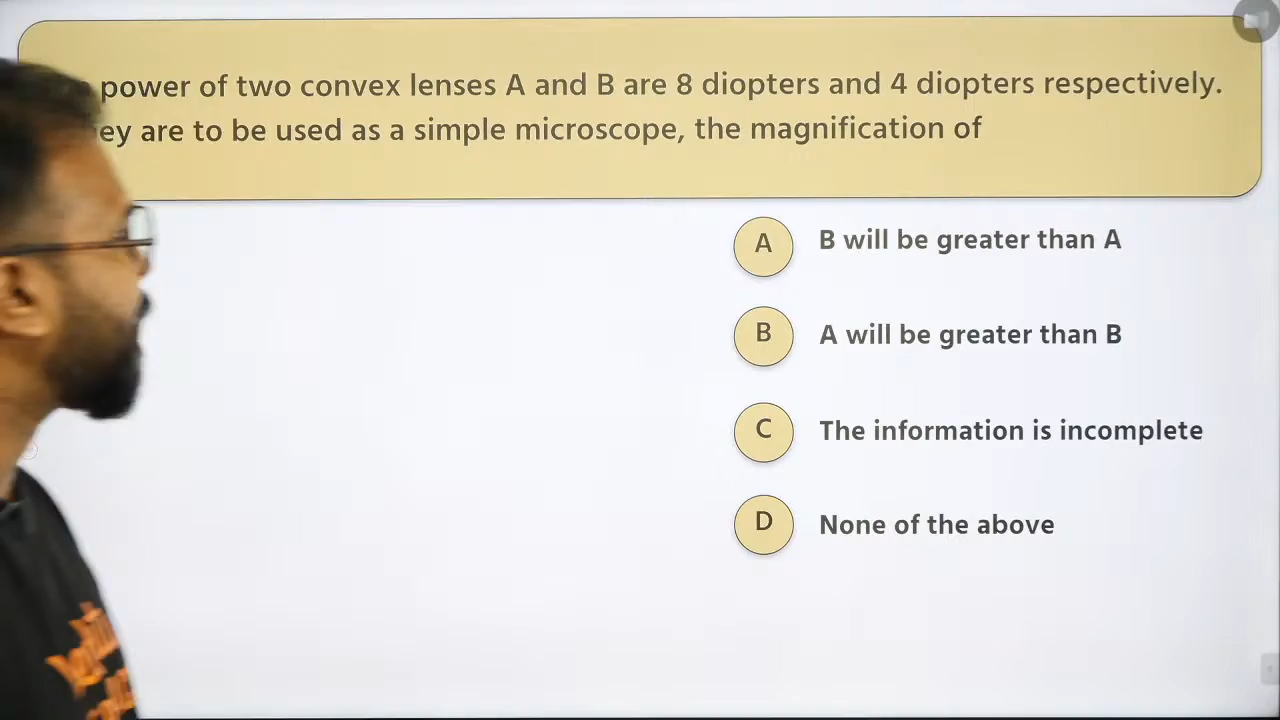 power of two convex lenses A and B are 8 diopters and 4 diopters respectively.
are to be used as a simple microscope, the magnification of
A B will be greater than A
B A will be greater than B
C The information is incomplete
D None of the above